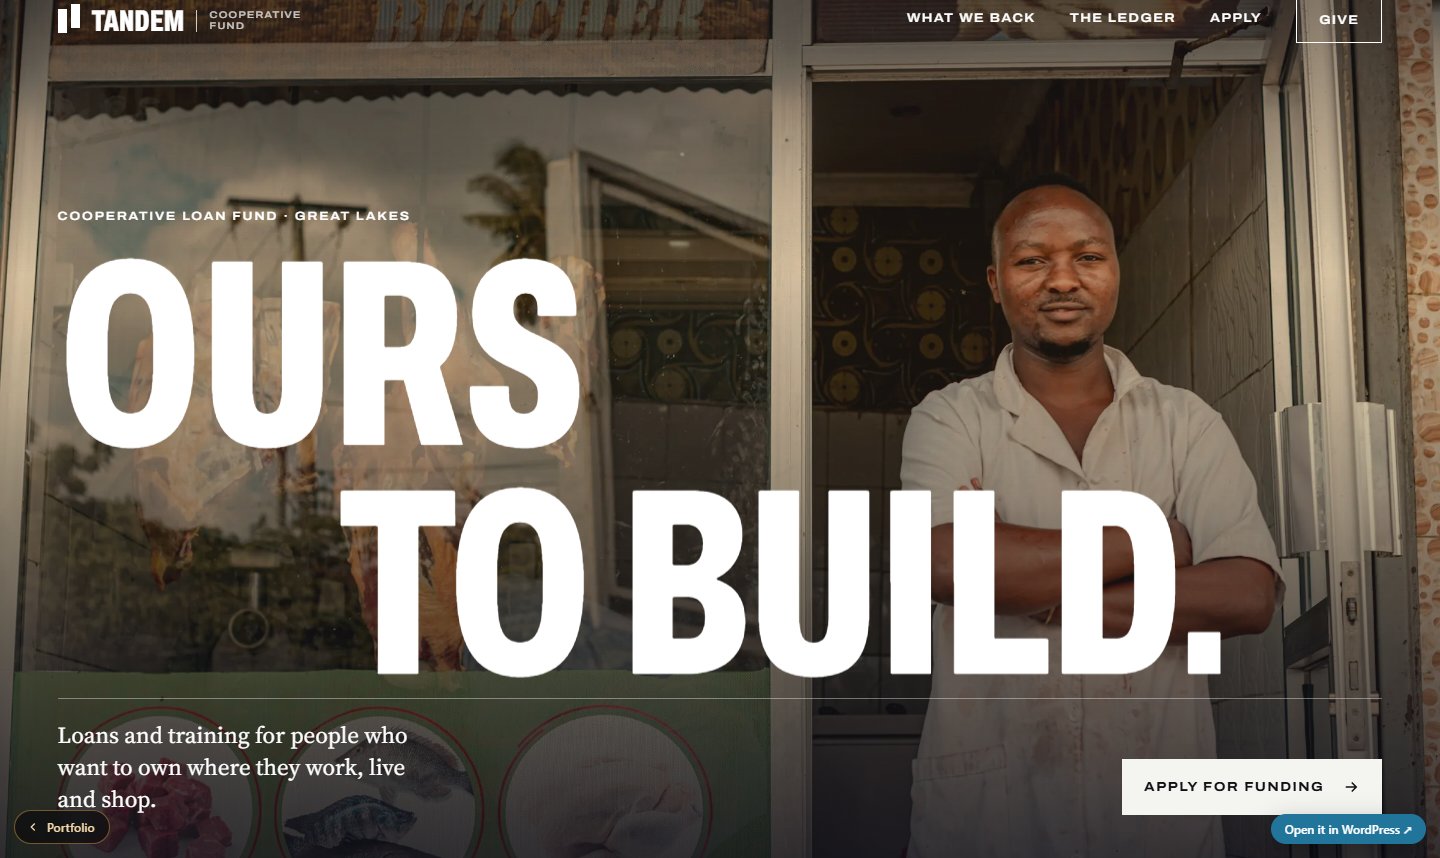 BUTCHER
TANDEM
COOPERATIVE
FUND
WHAT WE BACK
THE LEDGER
APPLY
GIVE
COOPERATIVE LOAN FUND · GREAT LAKES
OURS
TO BUILD.
Loans and training for people who
want to own where they work, live
and shop.
APPLY FOR FUNDING →
Portfolio
Open it in WordPress ↗